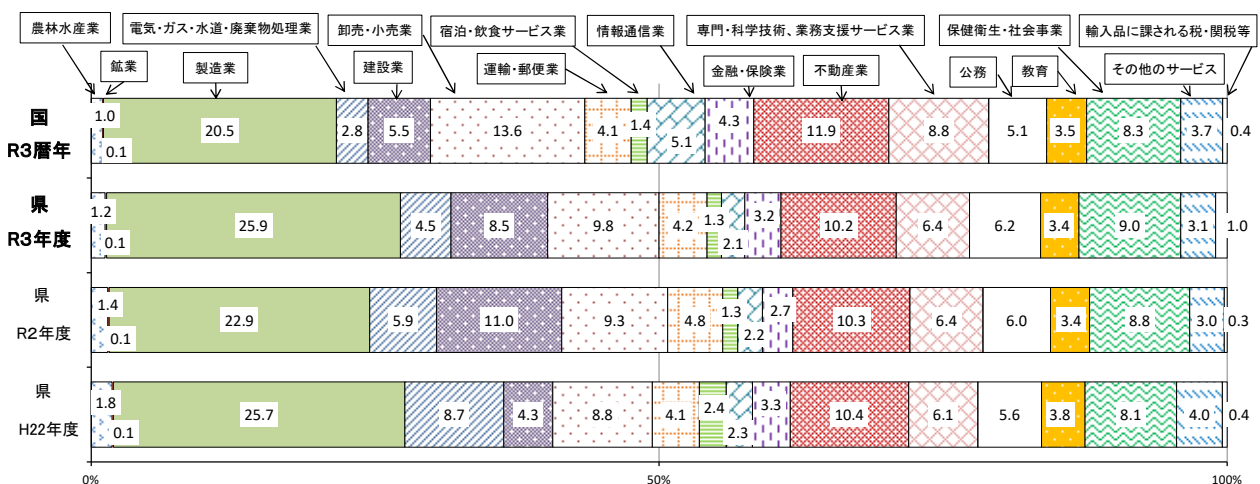 農林水産業 電気・ガス・水道・廃棄物処理業 卸売・小売業 宿泊・飲食サービス業 情報通信業 専門・科学技術、業務支援サービス業 保健衛生・社会事業 輸入品に課される税・関税等
鉱業 製造業 建設業 運輸・郵便業 金融・保険業 不動産業 公務 教育 その他のサービス
国
R3暦年
1.0 0.1 20.5 2.8 5.5 13.6 4.1 1.4 5.1 4.3 11.9 8.8 5.1 3.5 8.3 3.7 0.4
県
R3年度
1.2 0.1 25.9 4.5 8.5 9.8 4.2 1.3 2.1 3.2 10.2 6.4 6.2 3.4 9.0 3.1 1.0
県
R2年度
1.4 0.1 22.9 5.9 11.0 9.3 4.8 1.3 2.2 2.7 10.3 6.4 6.0 3.4 8.8 3.0 0.3
県
H22年度
1.8 0.1 25.7 8.7 4.3 8.8 4.1 2.4 2.3 3.3 10.4 6.1 5.6 3.8 8.1 4.0 0.4
0% 50% 100%